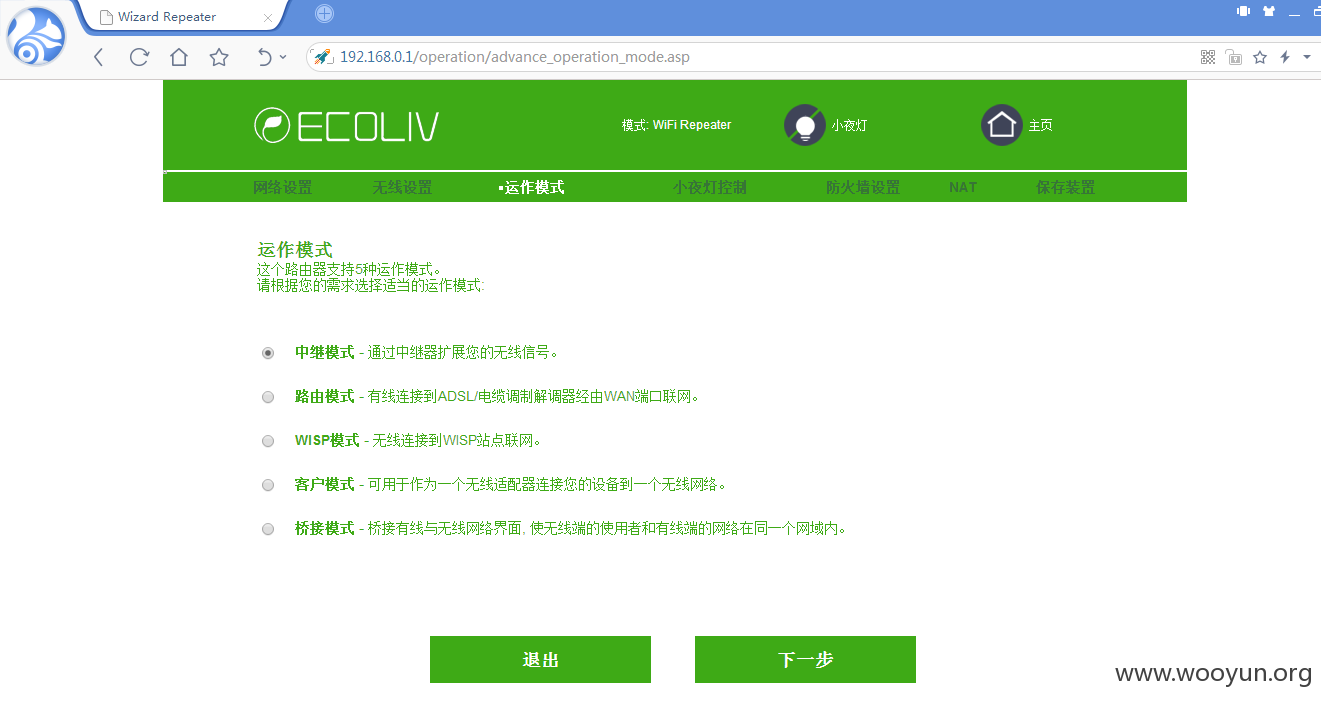 Wizard Repeater
192.168.0.1/operation/advance_operation_mode.asp
ECOLIV
模式: WiFi Repeater
小夜灯
主页
网络设置 无线设置 ▪运作模式 小夜灯控制 防火墙设置 NAT 保存装置
运作模式
这个路由器支持5种运作模式。
请根据您的需求选择适当的运作模式:
中继模式 - 通过中继器扩展您的无线信号。
路由模式 - 有线连接到ADSL/电缆调制解调器经由WAN端口联网。
WISP模式 - 无线连接到WISP站点联网。
客户模式 - 可用于作为一个无线适配器连接您的设备到一个无线网络。
桥接模式 - 桥接有线与无线网络界面, 使无线端的使用者和有线端的网络在同一个网域内。
退出 下一步
www.wooyun.org